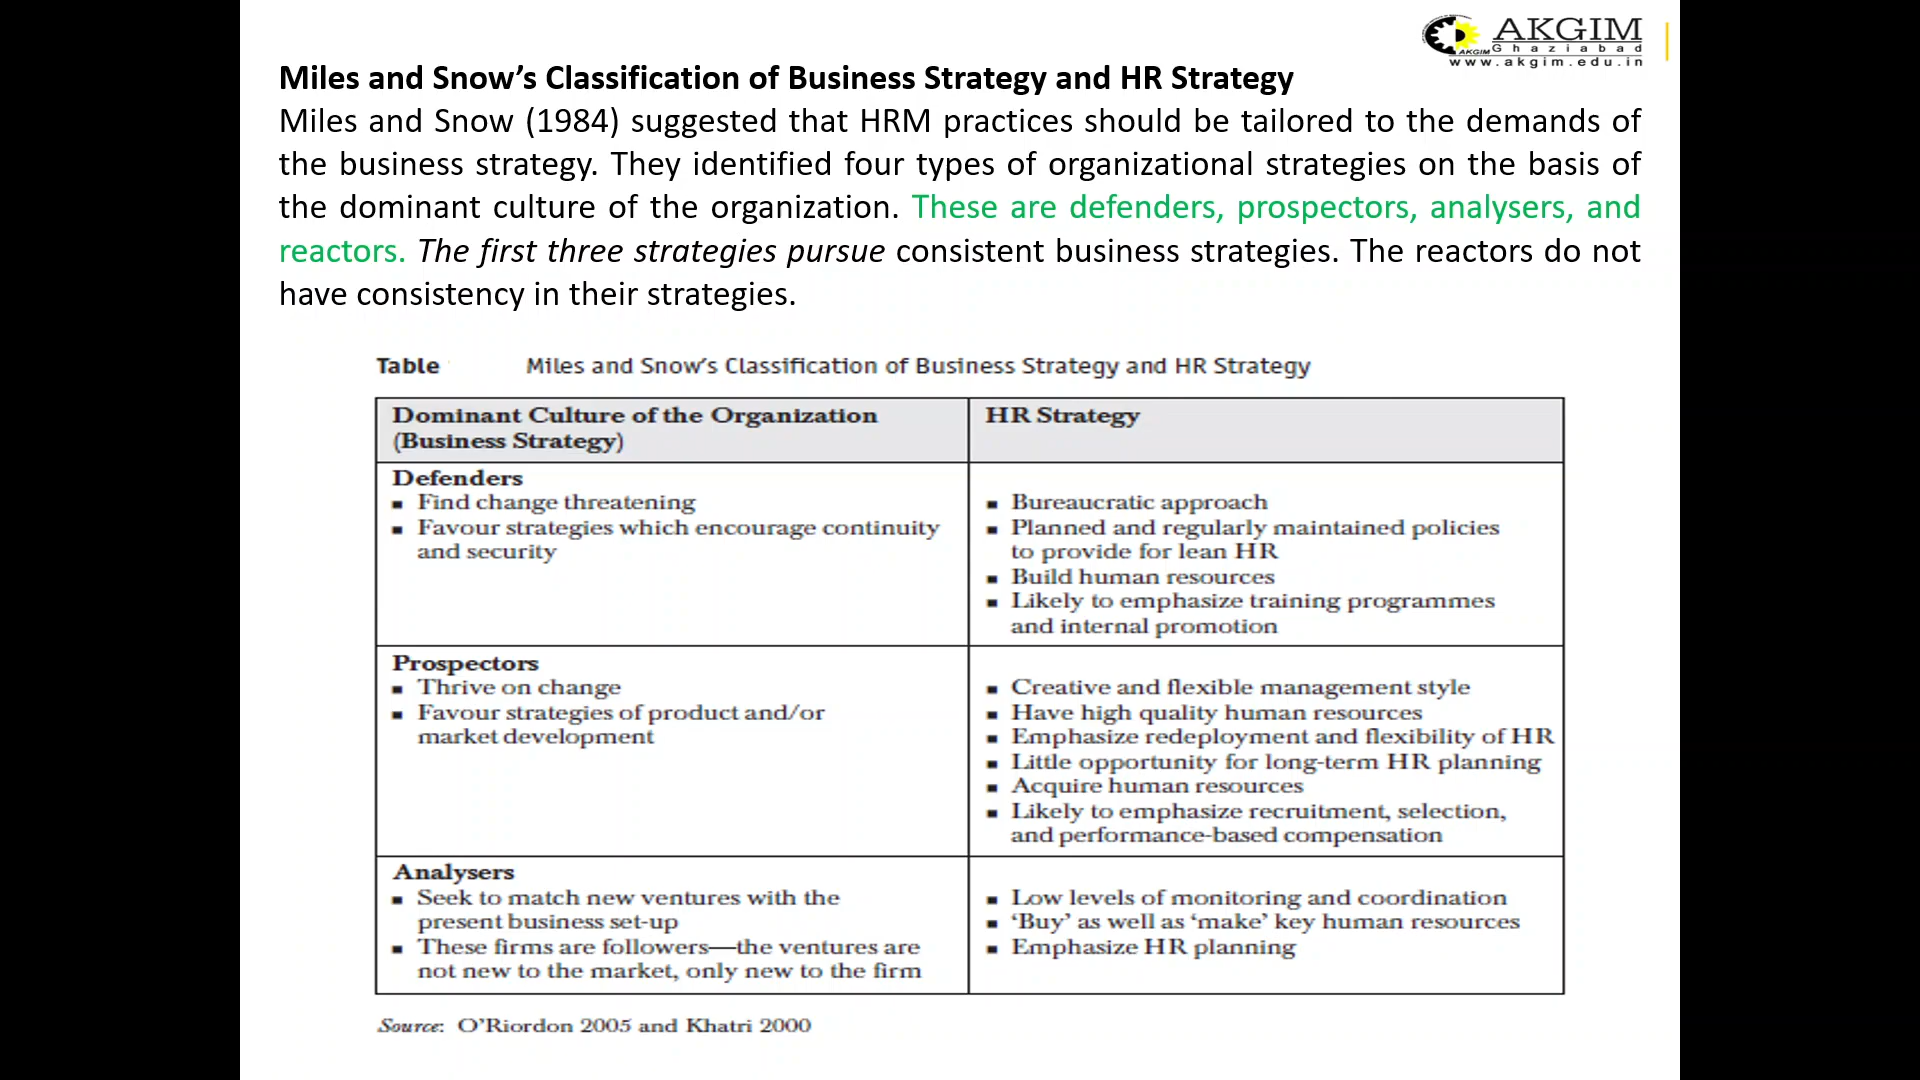 AKGIM
Ghaziabad
AKGIM
www.akgim.edu.in
Miles and Snow’s Classification of Business Strategy and HR Strategy
Miles and Snow (1984) suggested that HRM practices should be tailored to the demands of
the business strategy. They identified four types of organizational strategies on the basis of
the dominant culture of the organization. These are defenders, prospectors, analysers, and
reactors. The first three strategies pursue consistent business strategies. The reactors do not
have consistency in their strategies.
Table Miles and Snow’s Classification of Business Strategy and HR Strategy
Dominant Culture of the Organization
(Business Strategy)
HR Strategy
Defenders
▪ Find change threatening
▪ Favour strategies which encourage continuity
and security
▪ Bureaucratic approach
▪ Planned and regularly maintained policies
to provide for lean HR
▪ Build human resources
▪ Likely to emphasize training programmes
and internal promotion
Prospectors
▪ Thrive on change
▪ Favour strategies of product and/or
market development
▪ Creative and flexible management style
▪ Have high quality human resources
▪ Emphasize redeployment and flexibility of HR
▪ Little opportunity for long-term HR planning
▪ Acquire human resources
▪ Likely to emphasize recruitment, selection,
and performance-based compensation
Analysers
▪ Seek to match new ventures with the
present business set-up
▪ These firms are followers—the ventures are
not new to the market, only new to the firm
▪ Low levels of monitoring and coordination
▪ ‘Buy’ as well as ‘make’ key human resources
▪ Emphasize HR planning
Source: O’Riordon 2005 and Khatri 2000